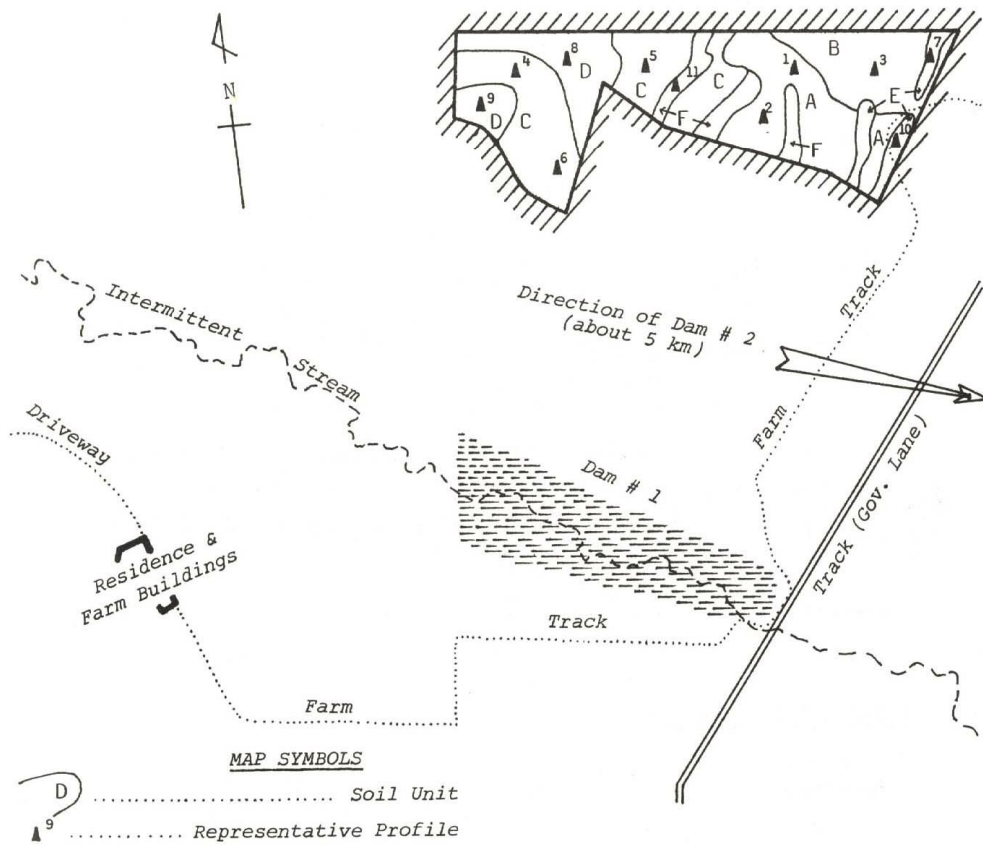 N
8
4
D
9
D
C
6
5
C
11
C
F
1
2
A
F
B
3
7
E
A
10
Direction of Dam # 2
(about 5 km)
Track
Farm
Intermittent
Stream
Driveway
Dam # 1
Track (Gov. Lane)
Residence &
Farm Buildings
Track
Farm
MAP SYMBOLS
D ........................ Soil Unit
9 ........... Representative Profile